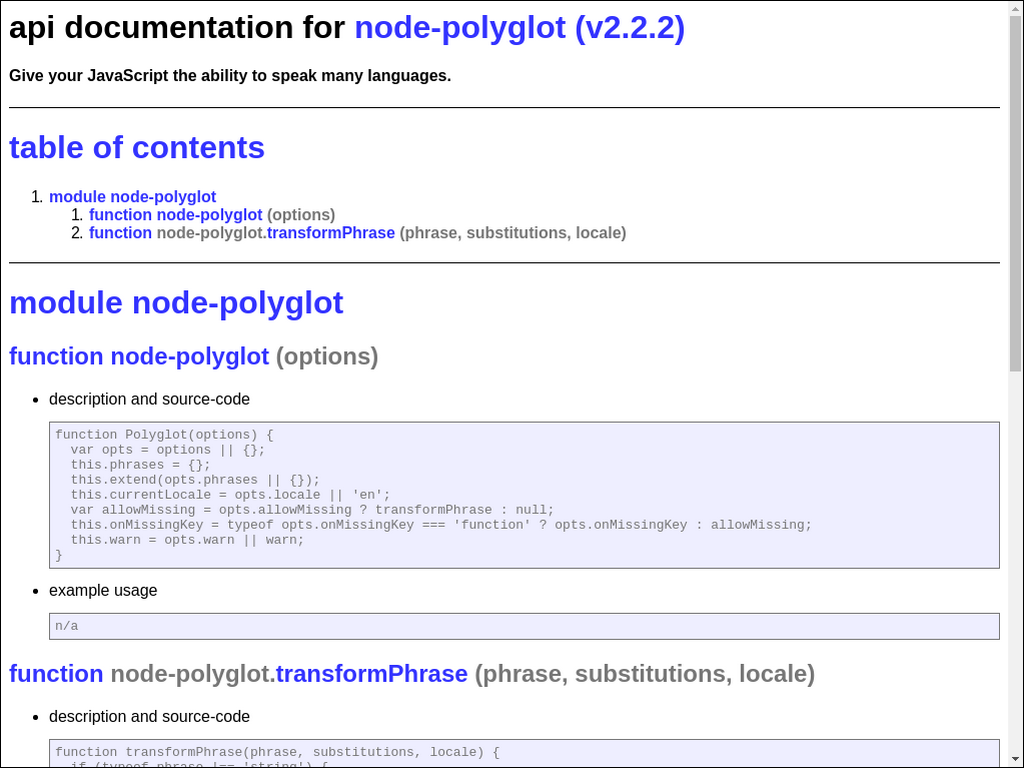 api documentation for node-polyglot (v2.2.2)
Give your JavaScript the ability to speak many languages.
table of contents
1. module node-polyglot
1. function node-polyglot (options)
2. function node-polyglot.transformPhrase (phrase, substitutions, locale)
module node-polyglot
function node-polyglot (options)
• description and source-code
function Polyglot(options) {
  var opts = options || {};
  this.phrases = {};
  this.extend(opts.phrases || {});
  this.currentLocale = opts.locale || 'en';
  var allowMissing = opts.allowMissing ? transformPhrase : null;
  this.onMissingKey = typeof opts.onMissingKey === 'function' ? opts.onMissingKey : allowMissing;
  this.warn = opts.warn || warn;
}
• example usage
n/a
function node-polyglot.transformPhrase (phrase, substitutions, locale)
• description and source-code
function transformPhrase(phrase, substitutions, locale) {
  if (typeof phrase !== 'string') {